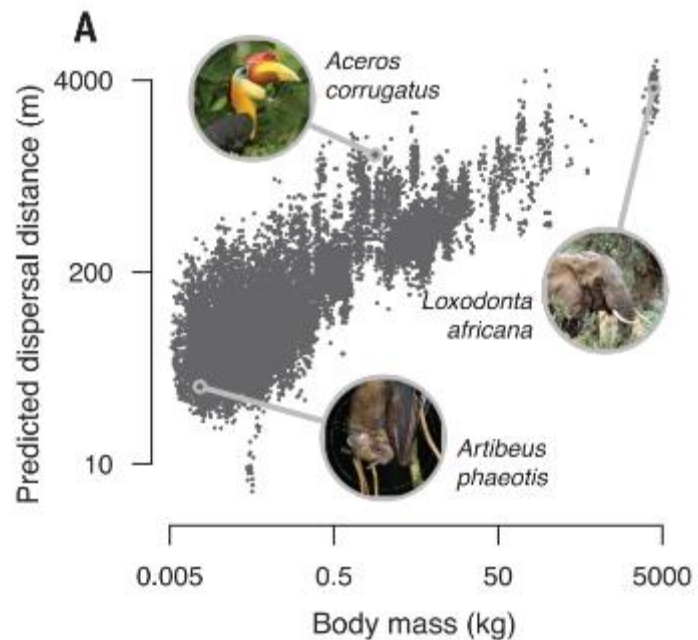 A
Aceros
corrugatus
4000
200
10
Predicted dispersal distance (m)
Loxodonta
africana
Artibeus
phaeotis
0.005
0.5
50
5000
Body mass (kg)